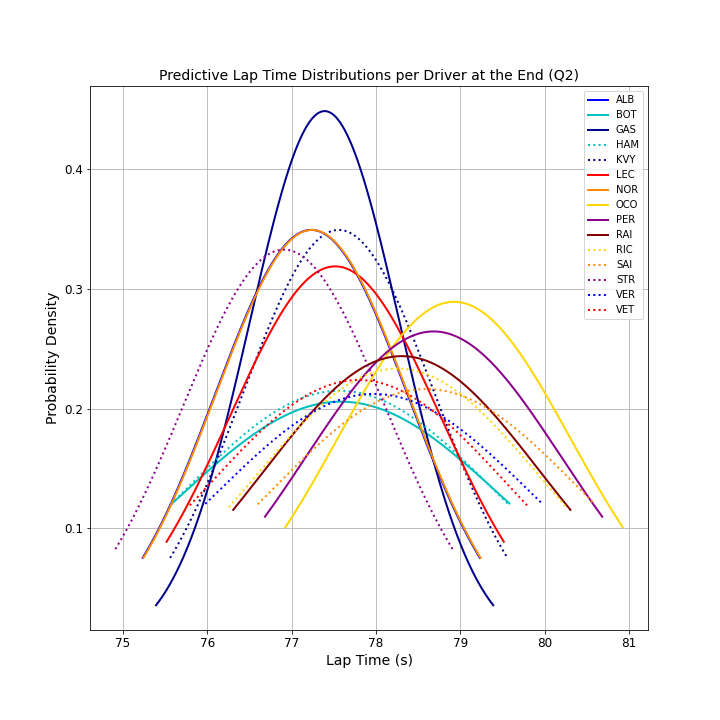 Predictive Lap Time Distributions per Driver at the End (Q2)
ALB
BOT
GAS
HAM
KVY
LEC
NOR
OCO
PER
RAI
RIC
SAI
STR
VER
VET
0.4
0.3
0.2
0.1
Probability Density
75 76 77 78 79 80 81
Lap Time (s)